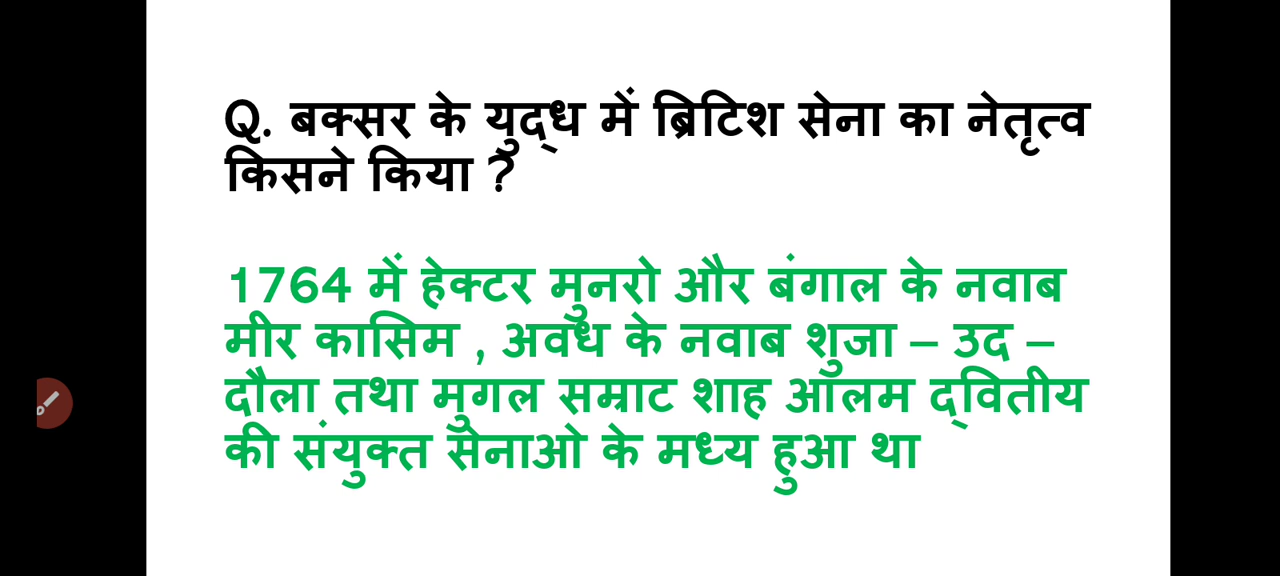 Q. बक्सर के युद्ध में ब्रिटिश सेना का नेतृत्व
किसने किया ?
1764 में हेक्टर मुनरो और बंगाल के नवाब
मीर कासिम , अवध के नवाब शुजा – उद –
दौला तथा मुगल सम्राट शाह आलम द्वितीय
की संयुक्त सेनाओ के मध्य हुआ था